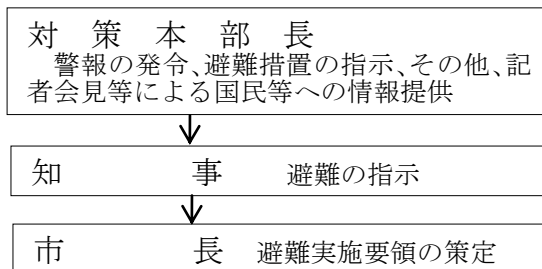 対策本部長
警報の発令、避難措置の指示、その他、記
者会見等による国民等への情報提供
知事 避難の指示
市長 避難実施要領の策定